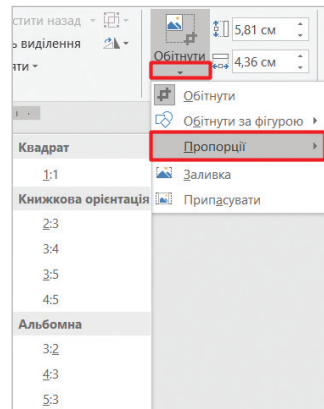 стити назад
ь виділення
яти
Обітнути
5,81 см
4,36 см
Обітнути
Обітнути за фігурою
Пропорції
Заливка
Припасувати
Квадрат
1:1
Книжкова орієнтація
2:3
3:4
3:5
4:5
Альбомна
3:2
4:3
5:3